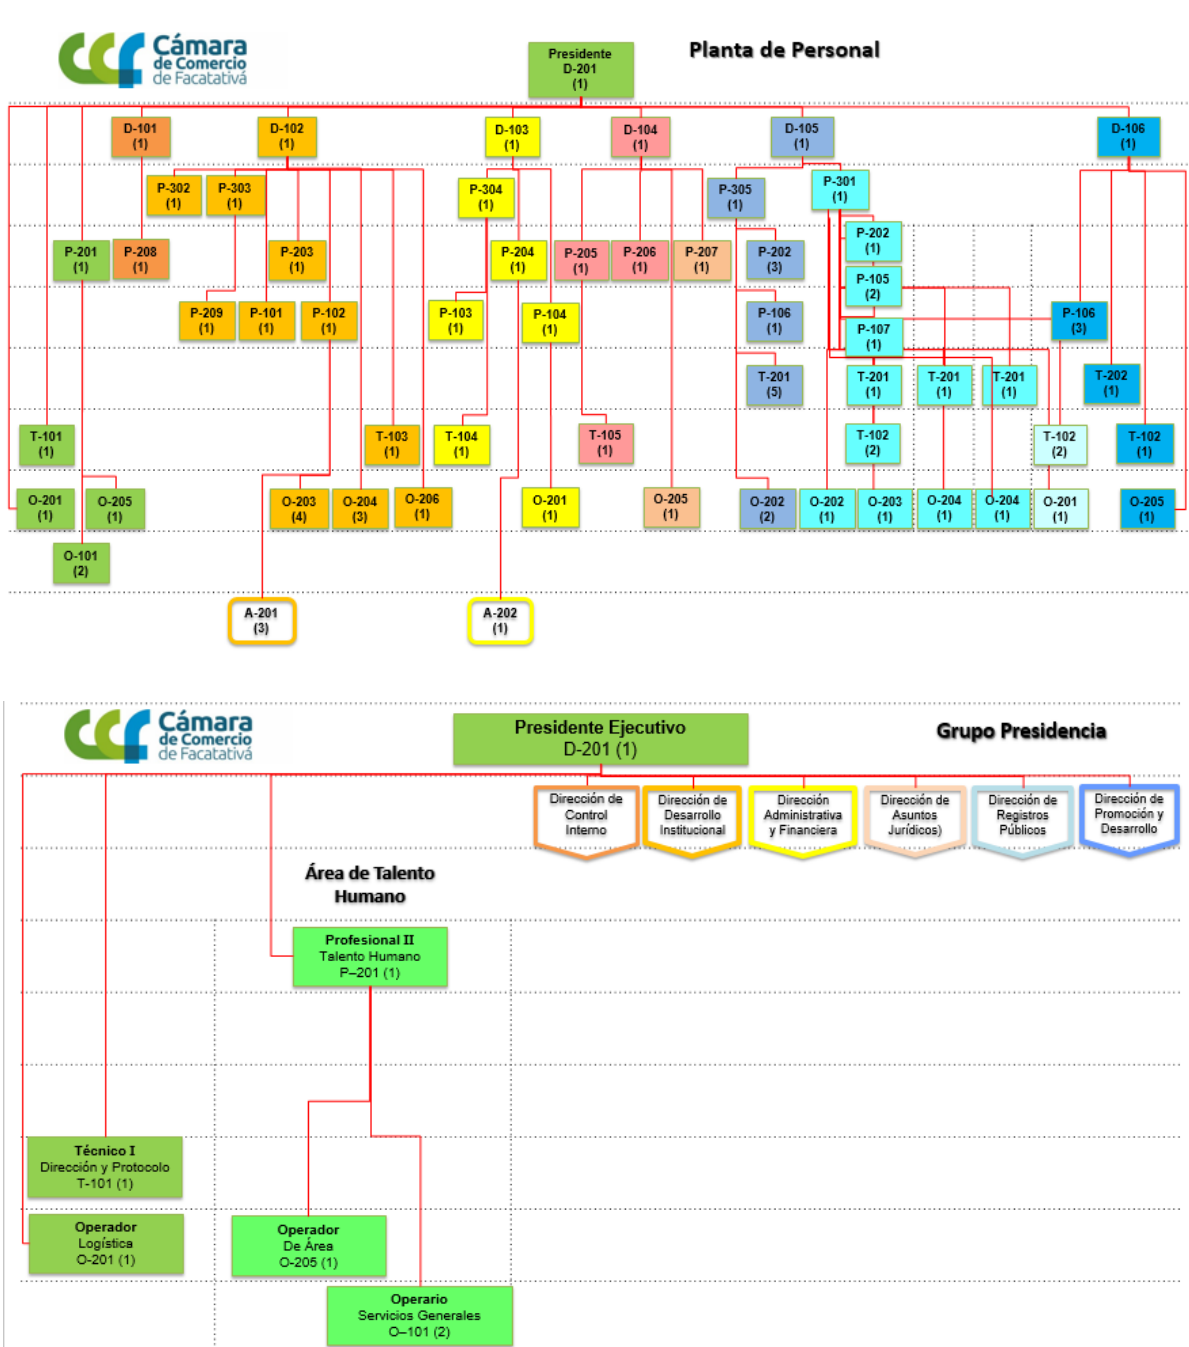 Cámara
de Comercio
de Facatativá
Presidente
D-201
(1)
Planta de Personal
D-101
(1)
D-102
(1)
D-103
(1)
D-104
(1)
D-105
(1)
D-106
(1)
P-302
(1)
P-303
(1)
P-304
(1)
P-305
(1)
P-301
(1)
P-201
(1)
P-208
(1)
P-203
(1)
P-204
(1)
P-205
(1)
P-206
(1)
P-207
(1)
P-202
(3)
P-202
(1)
P-105
(2)
P-209
(1)
P-101
(1)
P-102
(1)
P-103
(1)
P-104
(1)
P-106
(1)
P-107
(1)
P-106
(3)
T-201
(5)
T-201
(1)
T-201
(1)
T-201
(1)
T-202
(1)
T-101
(1)
T-103
(1)
T-104
(1)
T-105
(1)
T-102
(2)
T-102
(2)
T-102
(1)
O-201
(1)
O-205
(1)
O-203
(4)
O-204
(3)
O-206
(1)
O-201
(1)
O-205
(1)
O-202
(2)
O-202
(1)
O-203
(1)
O-204
(1)
O-204
(1)
O-201
(1)
O-205
(1)
O-101
(2)
A-201
(3)
A-202
(1)
Cámara
de Comercio
de Facatativá
Presidente Ejecutivo
D-201 (1)
Grupo Presidencia
Dirección de
Control
Interno
Dirección de
Desarrollo
Institucional
Dirección
Administrativa
y Financiera
Dirección de
Asuntos
Jurídicos)
Dirección de
Registros
Públicos
Dirección de
Promoción y
Desarrollo
Área de Talento
Humano
Profesional II
Talento Humano
P–201 (1)
Técnico I
Dirección y Protocolo
T-101 (1)
Operador
Logística
O-201 (1)
Operador
De Área
O-205 (1)
Operario
Servicios Generales
O–101 (2)